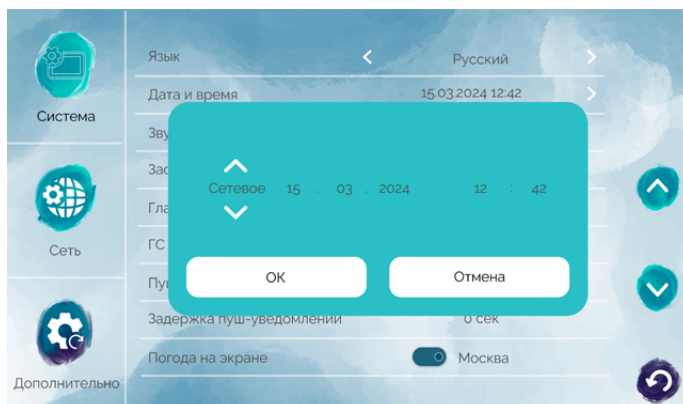 Язык
Русский
Дата и время
15.03.2024 12:42
Система
Сетевое 15 . 03 . 2024 12 : 42
Сеть
ГС
OK
Отмена
Задержка пуш-уведомлений
0 сек
Погода на экране
Москва
Дополнительно